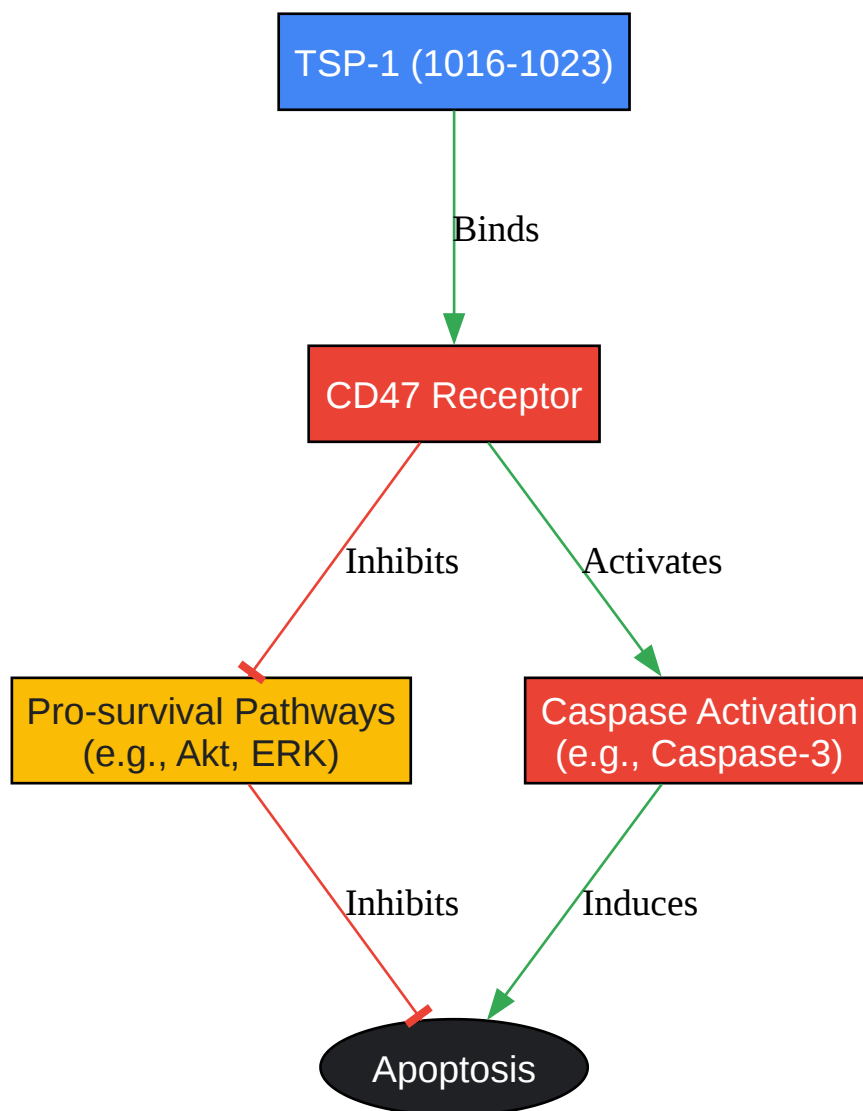 TSP-1 (1016-1023)
Binds
CD47 Receptor
Inhibits
Activates
Pro-survival Pathways
(e.g., Akt, ERK)
Caspase Activation
(e.g., Caspase-3)
Inhibits
Induces
Apoptosis